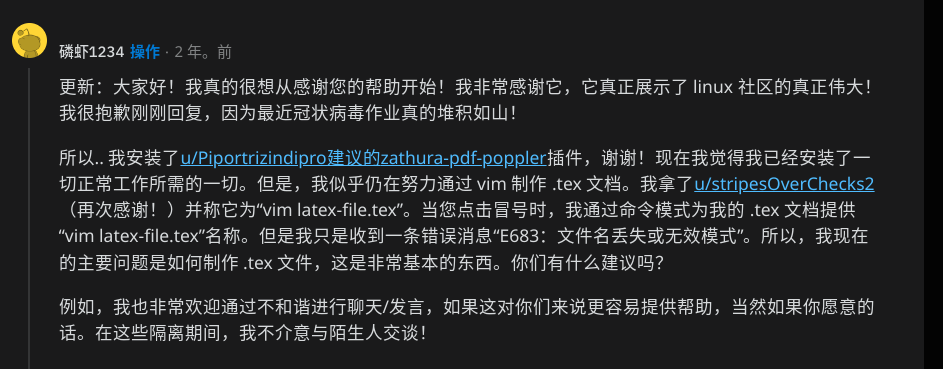 磷虾1234 操作 · 2 年。前
更新：大家好！我真的很想从感谢您的帮助开始！我非常感谢它，它真正展示了 linux 社区的真正伟大！
我很抱歉刚刚回复，因为最近冠状病毒作业真的堆积如山！
所以.. 我安装了u/Piportrizindipro建议的zathura-pdf-poppler插件，谢谢！现在我觉得我已经安装了一
切正常工作所需的一切。但是，我似乎仍在努力通过 vim 制作 .tex 文档。我拿了u/stripesOverChecks2
（再次感谢！）并称它为“vim latex-file.tex”。当您点击冒号时，我通过命令模式为我的 .tex 文档提供
“vim latex-file.tex”名称。但是我只是收到一条错误消息“E683：文件名丢失或无效模式”。所以，我现在
的主要问题是如何制作 .tex 文件，这是非常基本的东西。你们有什么建议吗？
例如，我也非常欢迎通过不和谐进行聊天/发言，如果这对你们来说更容易提供帮助，当然如果你愿意的
话。在这些隔离期间，我不介意与陌生人交谈！